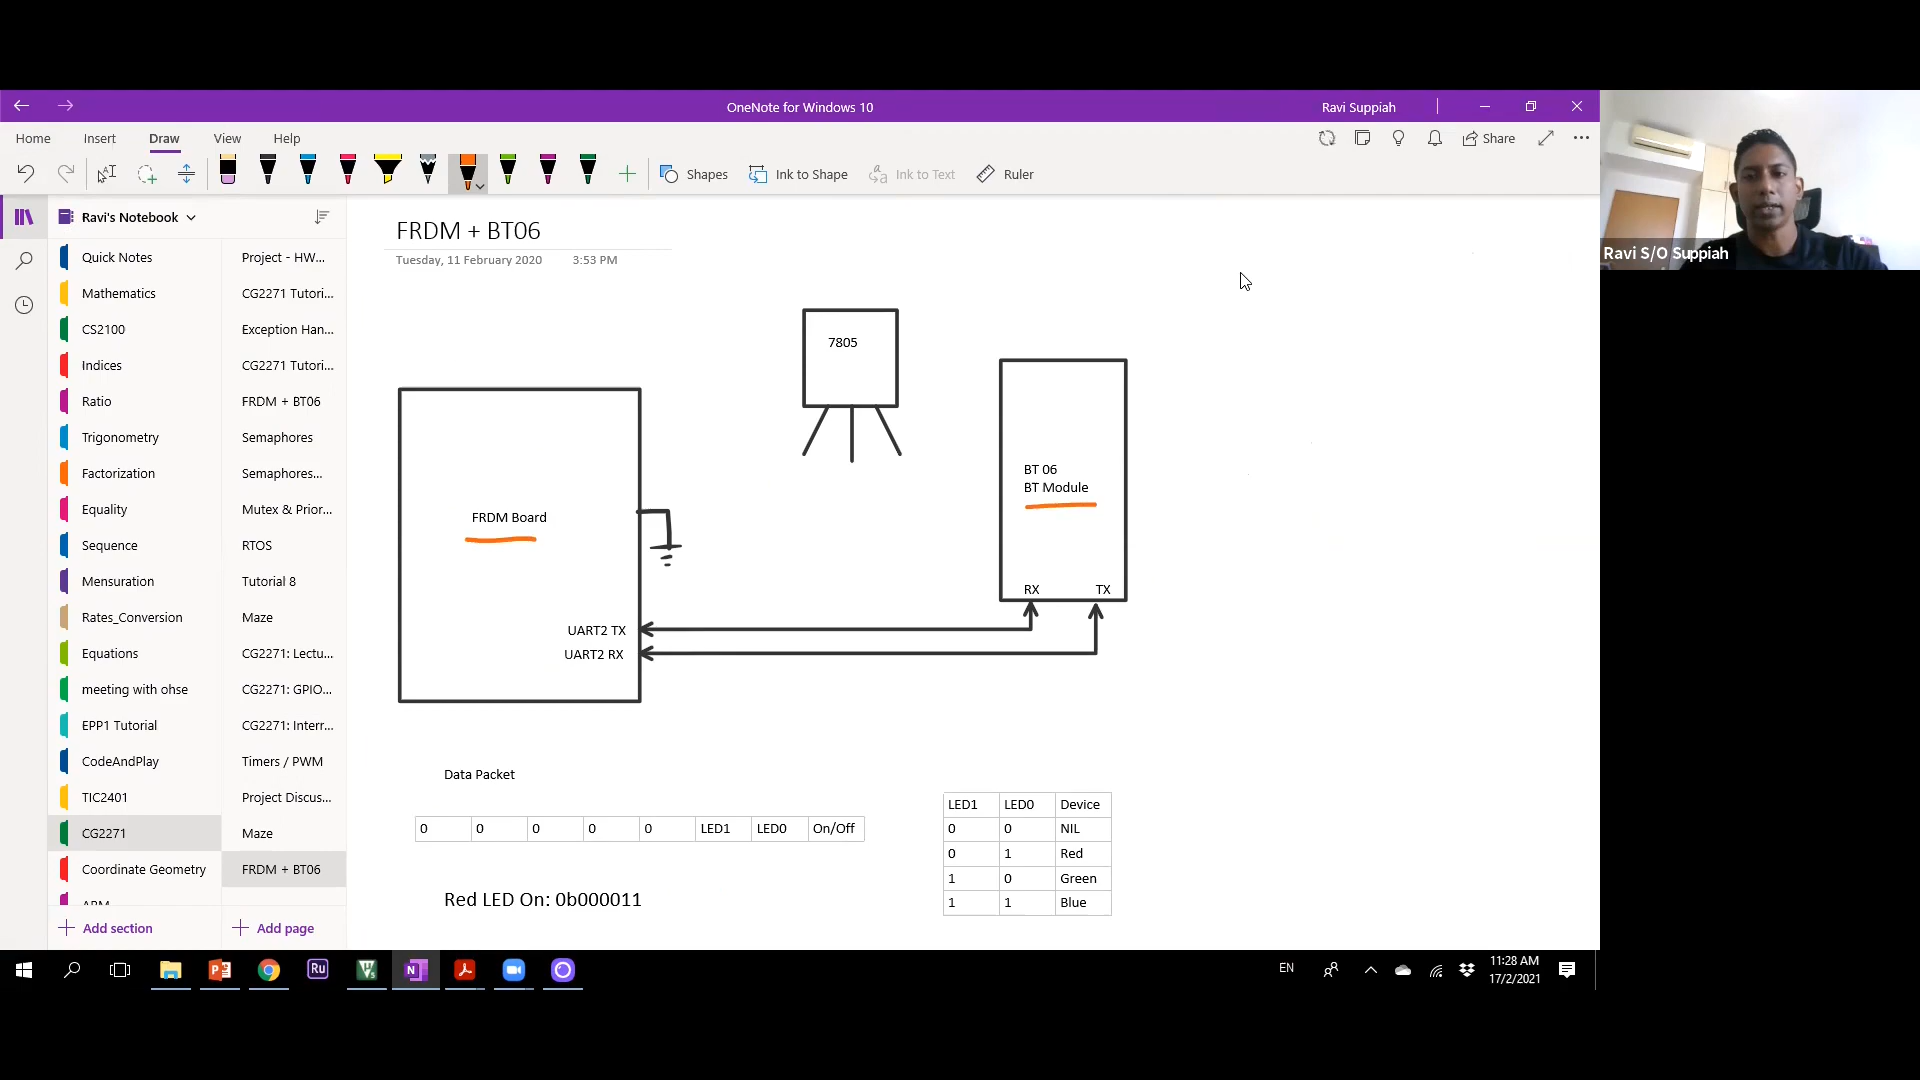 OneNote for Windows 10
Ravi Suppiah
Home Insert Draw View Help
Share
Shapes Ink to Shape Ink to Text Ruler
Ravi's Notebook
Quick Notes
Mathematics
CS2100
Indices
Ratio
Trigonometry
Factorization
Equality
Sequence
Mensuration
Rates_Conversion
Equations
meeting with ohse
EPP1 Tutorial
CodeAndPlay
TIC2401
CG2271
Coordinate Geometry
ARM
Add section
Project - HW...
CG2271 Tutori...
Exception Han...
CG2271 Tutori...
FRDM + BT06
Semaphores
Semaphores...
Mutex & Prior...
RTOS
Tutorial 8
Maze
CG2271: Lectu...
CG2271: GPIO...
CG2271: Interr...
Timers / PWM
Project Discus...
Maze
FRDM + BT06
Add page
FRDM + BT06
Tuesday, 11 February 2020 3:53 PM
7805
BT 06
BT Module
FRDM Board
RX TX
UART2 TX
UART2 RX
Data Packet
0 0 0 0 0 LED1 LED0 On/Off
Red LED On: 0b000011
LED1 LED0 Device
0 0 NIL
0 1 Red
1 0 Green
1 1 Blue
Ravi S/O Suppiah
Ru
N
EN
11:28 AM
17/2/2021